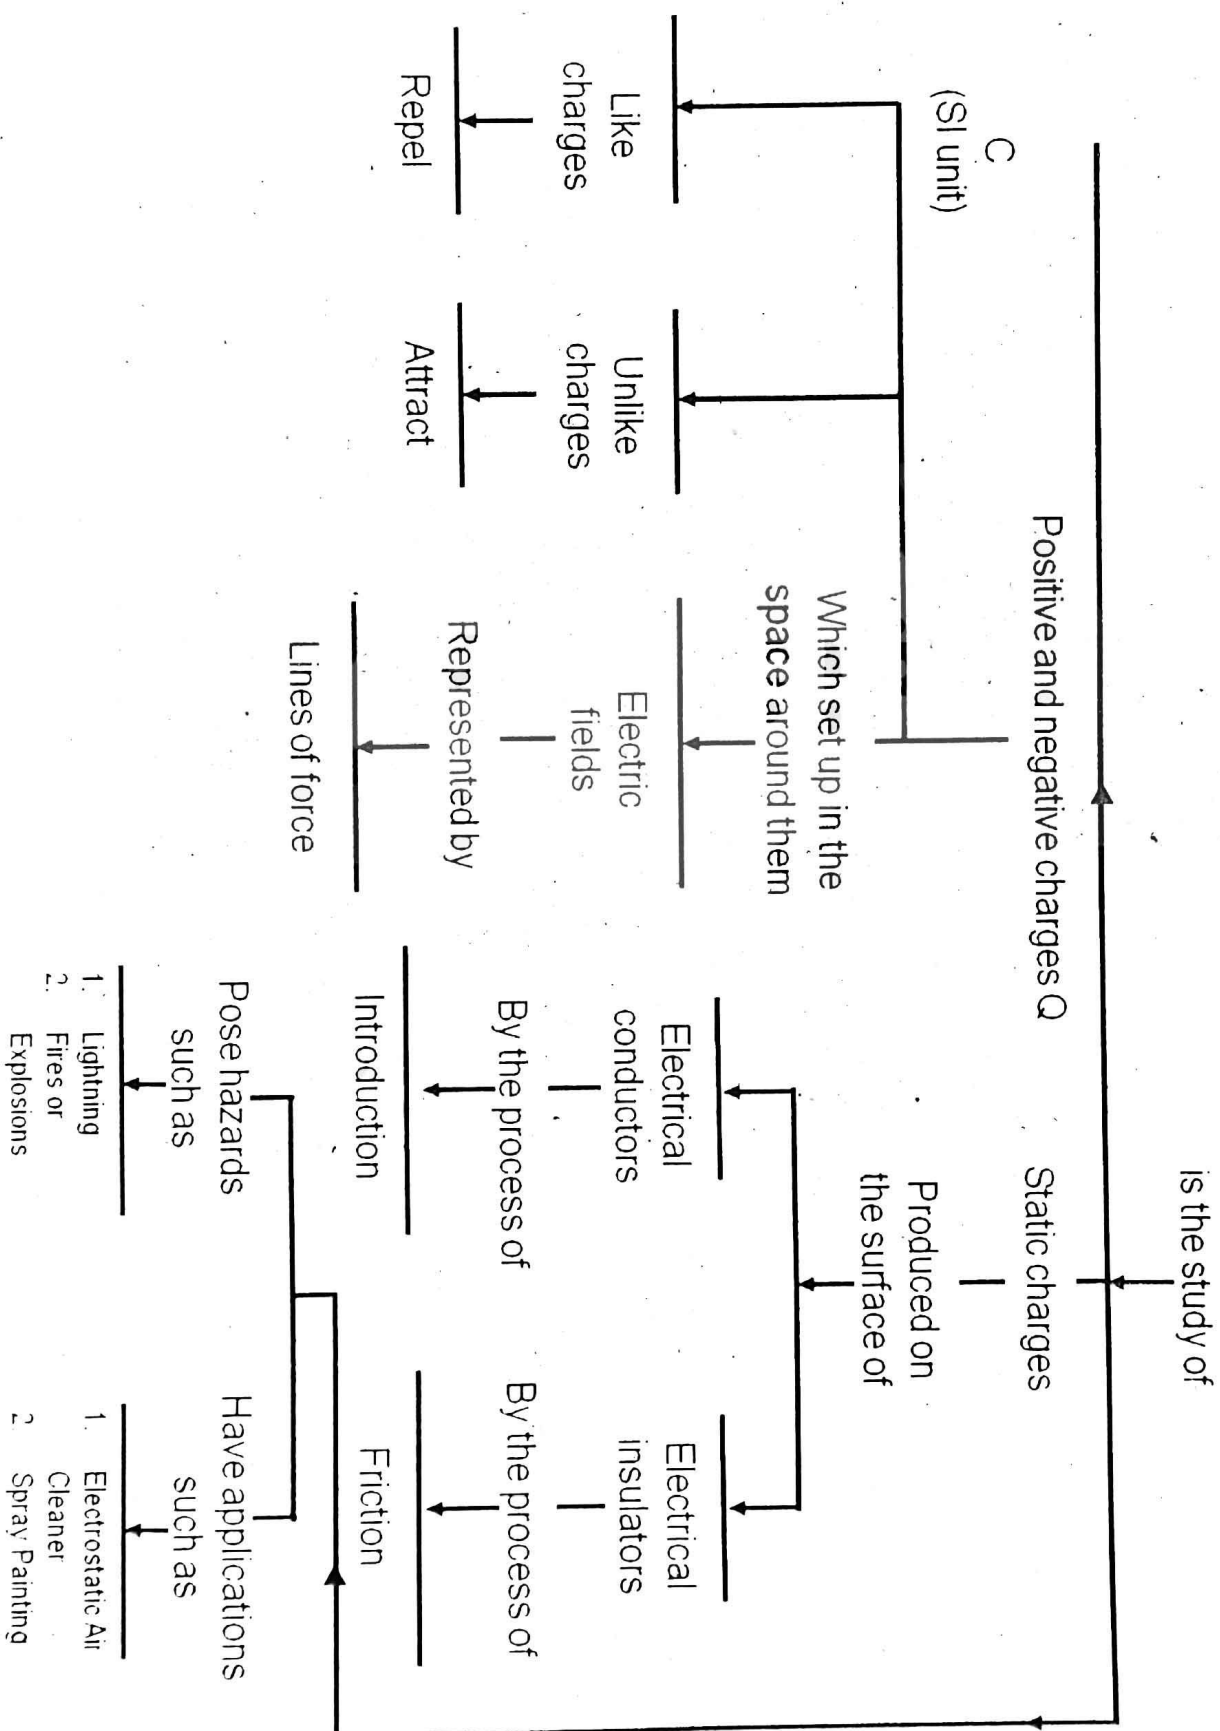 is the study of
Static charges
Positive and negative charges Q
C
(SI unit)
Like
charges
Repel
Unlike
charges
Attract
Which set up in the
space around them
Electric
fields
Represented by
Lines of force
Produced on
the surface of
Electrical
conductors
By the process of
Introduction
Electrical
insulators
By the process of
Friction
Pose hazards
such as
1. Lightning
2. Fires or
Explosions
Have applications
such as
1. Electrostatic Air
Cleaner
2 Spray Painting